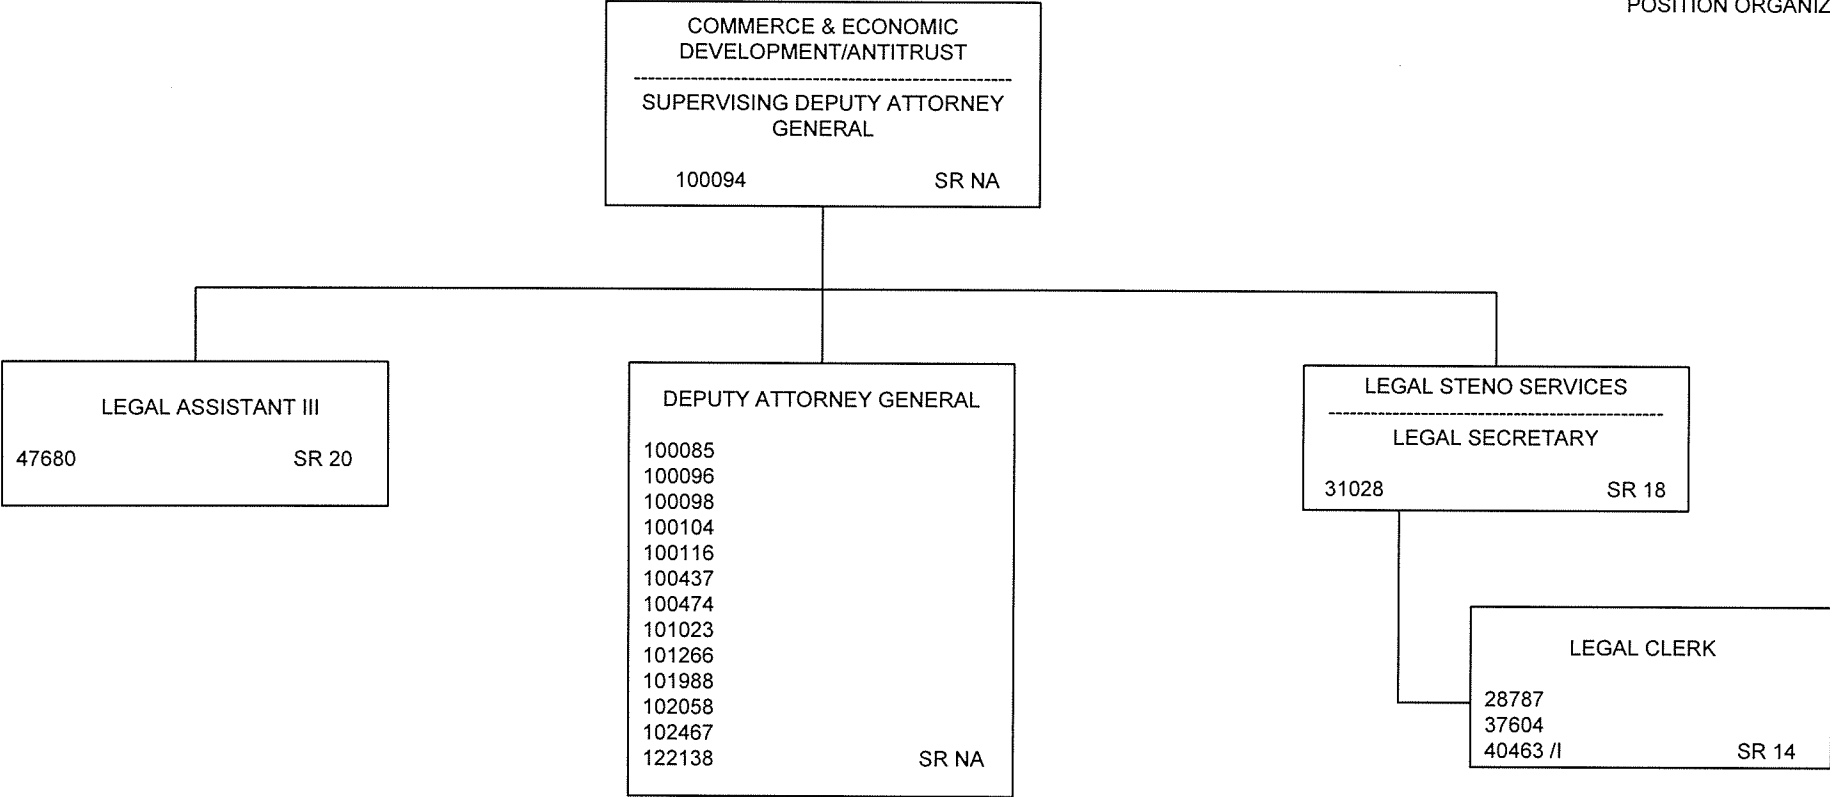 POSITION ORGANIZ
COMMERCE & ECONOMIC
DEVELOPMENT/ANTITRUST
SUPERVISING DEPUTY ATTORNEY
GENERAL
100094 SR NA
LEGAL ASSISTANT III
47680 SR 20
DEPUTY ATTORNEY GENERAL
100085
100096
100098
100104
100116
100437
100474
101023
101266
101988
102058
102467
122138 SR NA
LEGAL STENO SERVICES
LEGAL SECRETARY
31028 SR 18
LEGAL CLERK
28787
37604
40463 /I SR 14